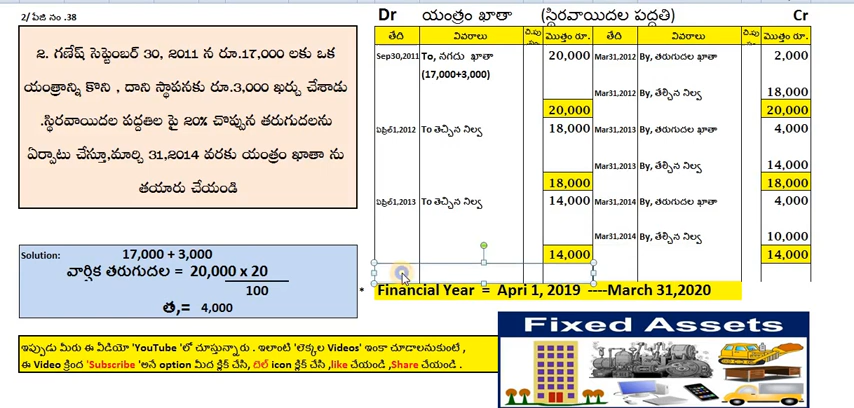 2/ పేజి నం .38
Dr యంత్రం ఖాతా (స్థిరవాయిదల పద్దతి) Cr
తేది వివరాలు మొత్తం రూ. తేది వివరాలు మొత్తం రూ.
2. గణేష్ సెప్టెంబర్ 30, 2011 న రూ.17,000 లకు ఒక
యంత్రాన్ని కొని , దాని స్థాపనకు రూ.3,000 ఖర్చు చేశాడు
.స్థిరవాయిదల పద్దతిల పై 20% చొప్పున తరుగుదలను
ఏర్పాటు చేస్తూ,మార్చి 31,2014 వరకు యంత్రం ఖాతా ను
తయారు చేయండి
Sep30,2011 To, నగదు ఖాతా 20,000 Mar31,2012 By, తరుగుదల ఖాతా 2,000
(17,000+3,000)
Mar31,2012 By, తేల్చిన నిల్వ 18,000
20,000 20,000
ఏప్రిల్1,2012 To తెచ్చిన నిల్వ 18,000 Mar31,2013 By, తరుగుదల ఖాతా 4,000
Mar31,2013 By, తేల్చిన నిల్వ 14,000
18,000 18,000
ఏప్రిల్1,2013 To తెచ్చిన నిల్వ 14,000 Mar31,2014 By, తరుగుదల ఖాతా 4,000
Mar31,2014 By, తేల్చిన నిల్వ 10,000
14,000 14,000
Solution: 17,000 + 3,000
వార్షిక తరుగుదల = 20,000 x 20
100
త,= 4,000
* Financial Year = Apri 1, 2019 ----March 31,2020
ఇప్పుడు మీరు ఈ వీడియో 'YouTube 'లో చూస్తున్నారు . ఇలాంటి 'లెక్కల Videos' ఇంకా చూడాలనుకుంటే ,
ఈ Video క్రింద 'Subscribe 'అనే option మీద క్లిక్ చేసి, బెల్ icon క్లిక్ చేసి ,like చేయండి ,Share చేయండి .
Fixed Assets